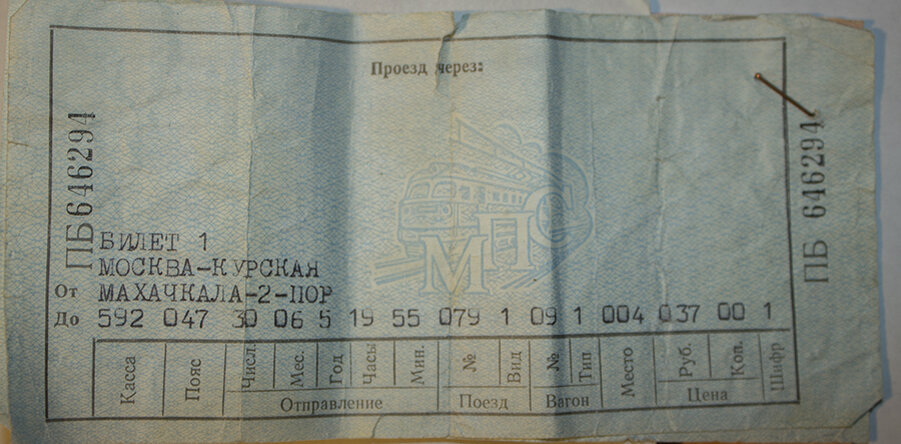 Проезд через:
ПБ 646294
ПБ 646294
МПС
БИЛЕТ 1
МОСКВА-КУРСКАЯ
От МАХАЧКАЛА-2-ПОР
До 592 047 30 06 5 19 55 079 1 09 1 004 037 00 1
Касса Пояс Числ. Мес. Год Часы Мин. № Вид № Тип Место Руб. Коп. Шифр
Отправление Поезд Вагон Цена